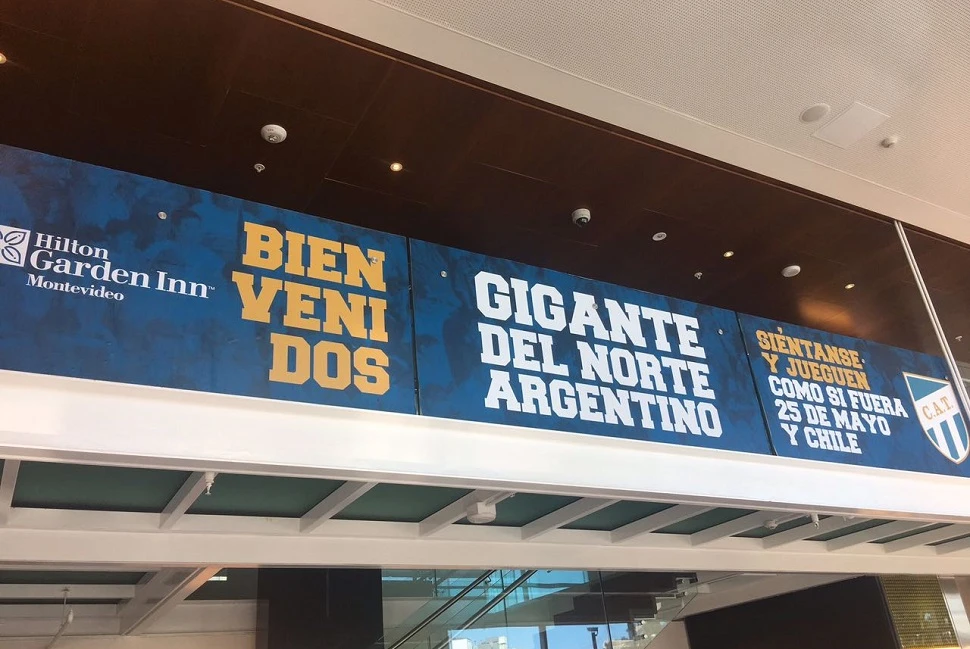 Hilton
Garden Inn™
Montevideo
BIEN
VENI
DOS
GIGANTE
DEL NORTE
ARGENTINO
SIÉNTANSE
Y JUEGUEN
COMO SI FUERA
25 DE MAYO
Y CHILE
C.A.T.